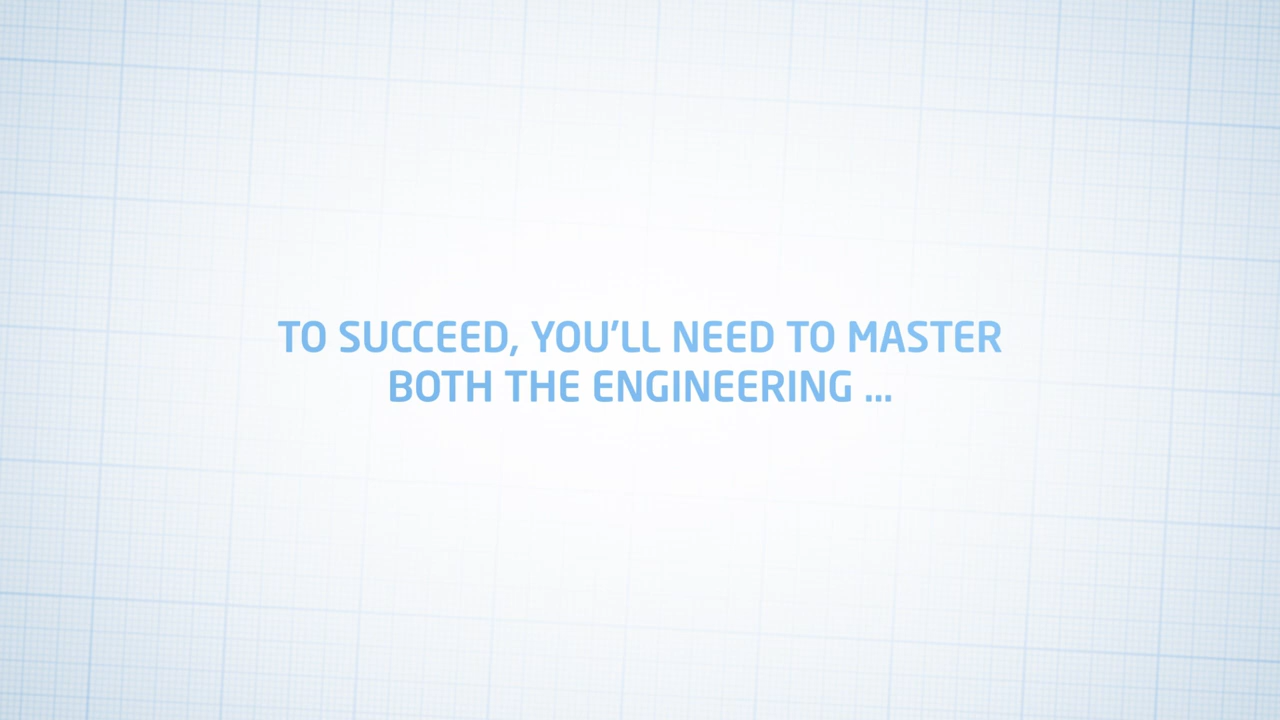 TO SUCCEED, YOU’LL NEED TO MASTER
BOTH THE ENGINEERING ...